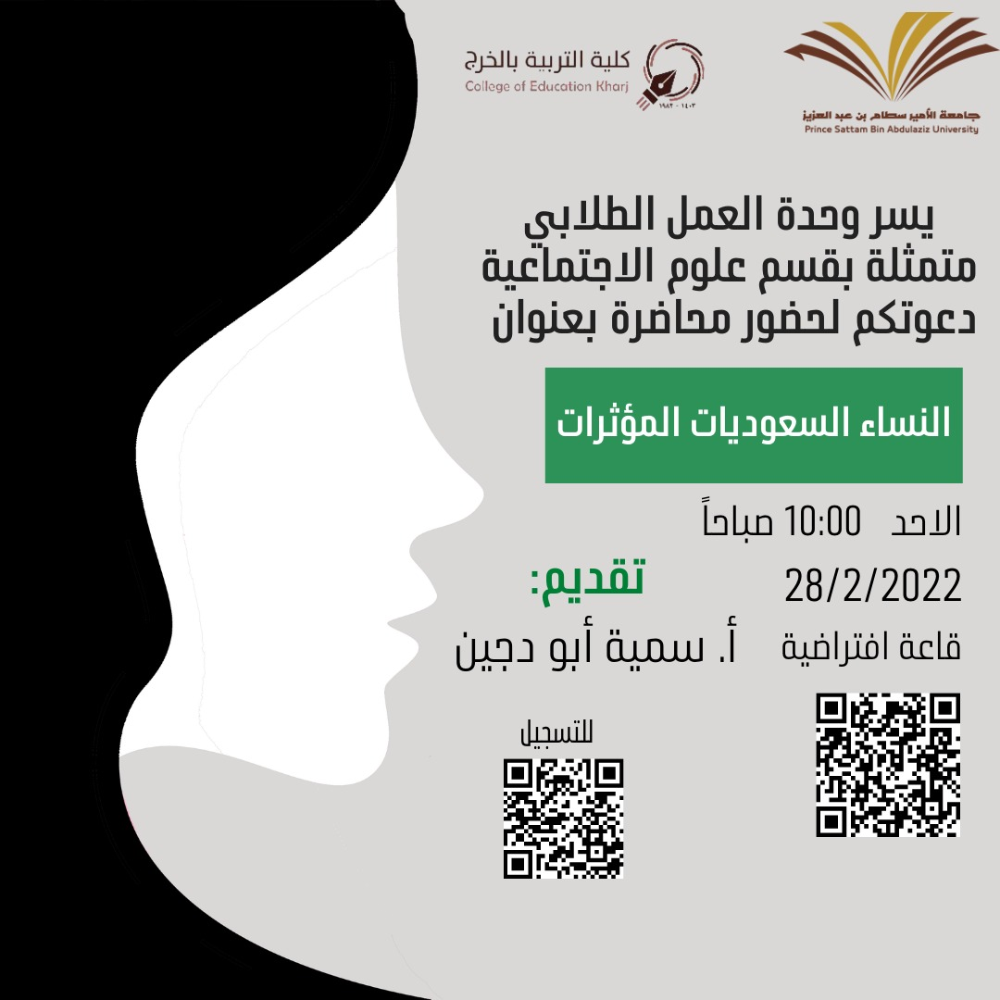 كلية التربية بالخرج
College of Education Kharj
١٤٠٣ - ١٩٨٣
جامعة الأمير سطام بن عبد العزيز
Prince Sattam Bin Abdulaziz University
يسر وحدة العمل الطلابي
متمثلة بقسم علوم الاجتماعية
دعوتكم لحضور محاضرة بعنوان
النساء السعوديات المؤثرات
الاحد 10:00 صباحاً
28/2/2022
قاعة افتراضية
تقديم:
أ. سمية أبو دجين
للتسجيل